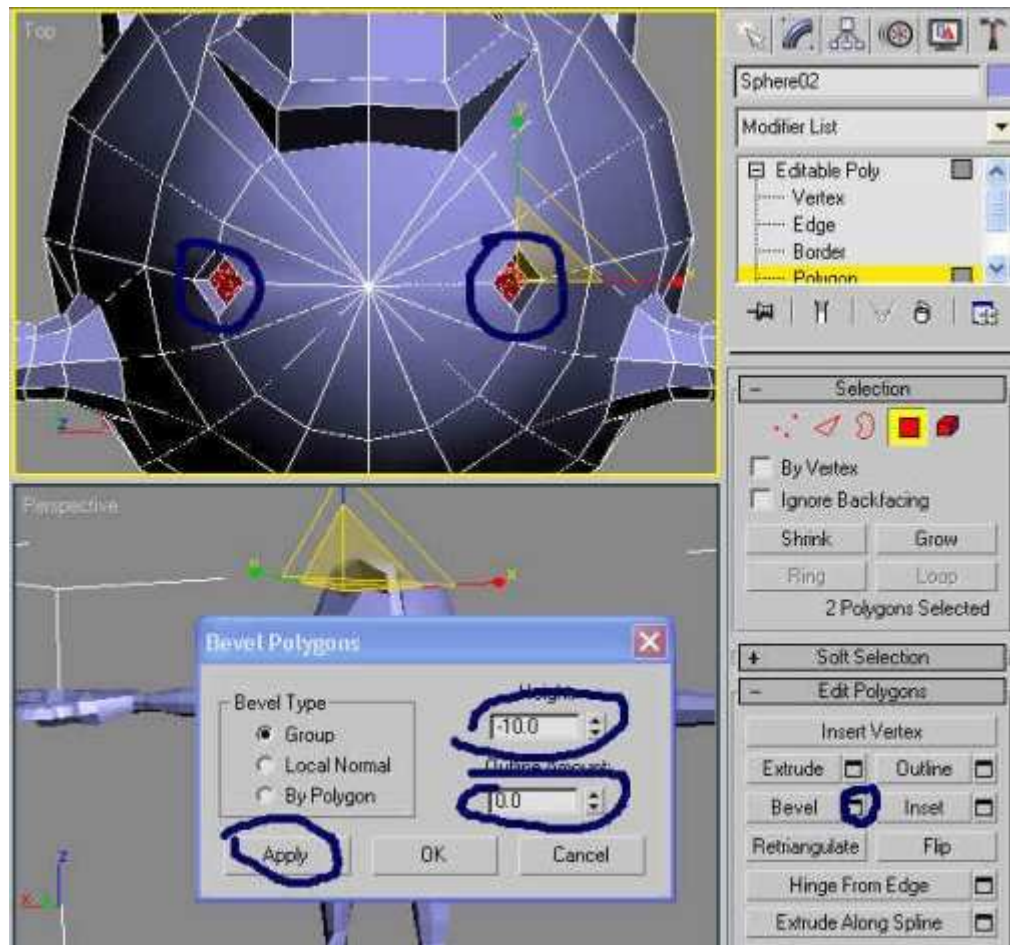 Top
Sphere02
Modifier List
Editable Poly
Vertex
Edge
Border
Polygon
Selection
By Vertex
Ignore Backfacing
Shrink Grow
Ring Loop
2 Polygons Selected
+ Soft Selection
- Edit Polygons
Insert Vertex
Extrude Outline
Bevel Inset
Retriangulate Flip
Hinge From Edge
Extrude Along Spline
Perspective
Bevel Polygons
Bevel Type
Group
Local Normal
By Polygon
Height:
-10.0
Outline Amount:
0.0
Apply OK Cancel
x
z
x
z